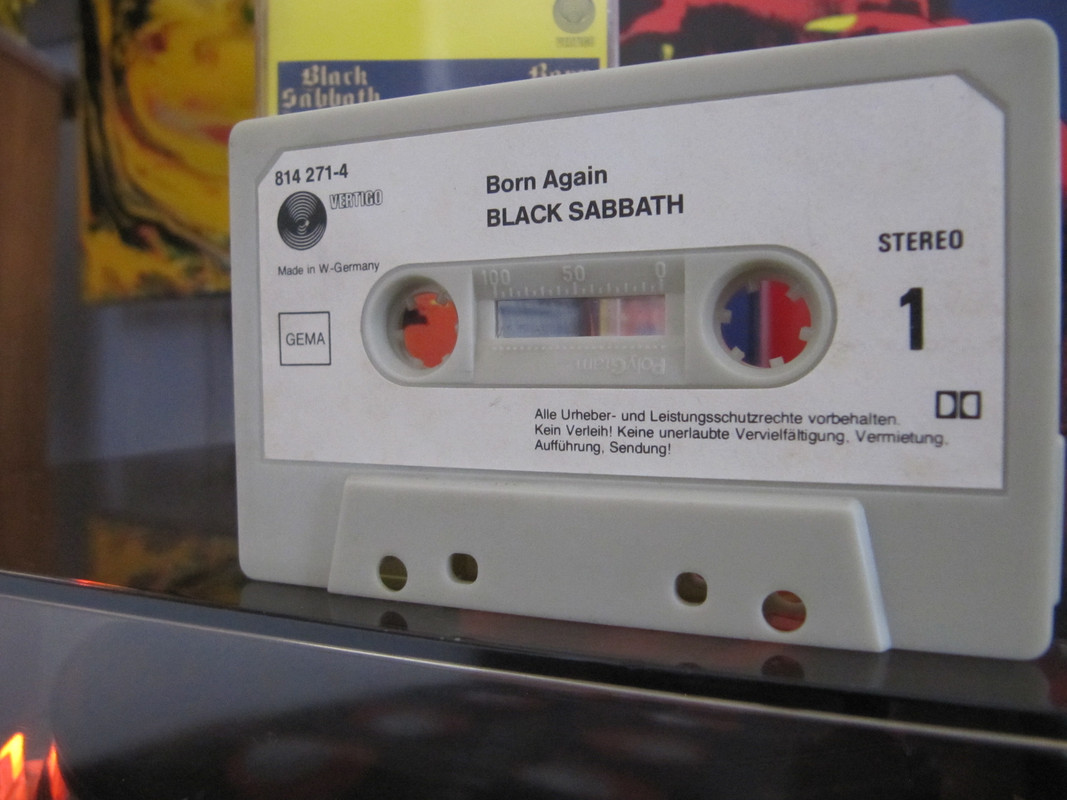 Black
Sabbath
814 271-4
VERTIGO
Made in W-Germany
GEMA
Born Again
BLACK SABBATH
STEREO
1
100 50 0
PolyGram
Alle Urheber- und Leistungsschutzrechte vorbehalten.
Kein Verleih! Keine unerlaubte Vervielfältigung, Vermietung,
Aufführung, Sendung!